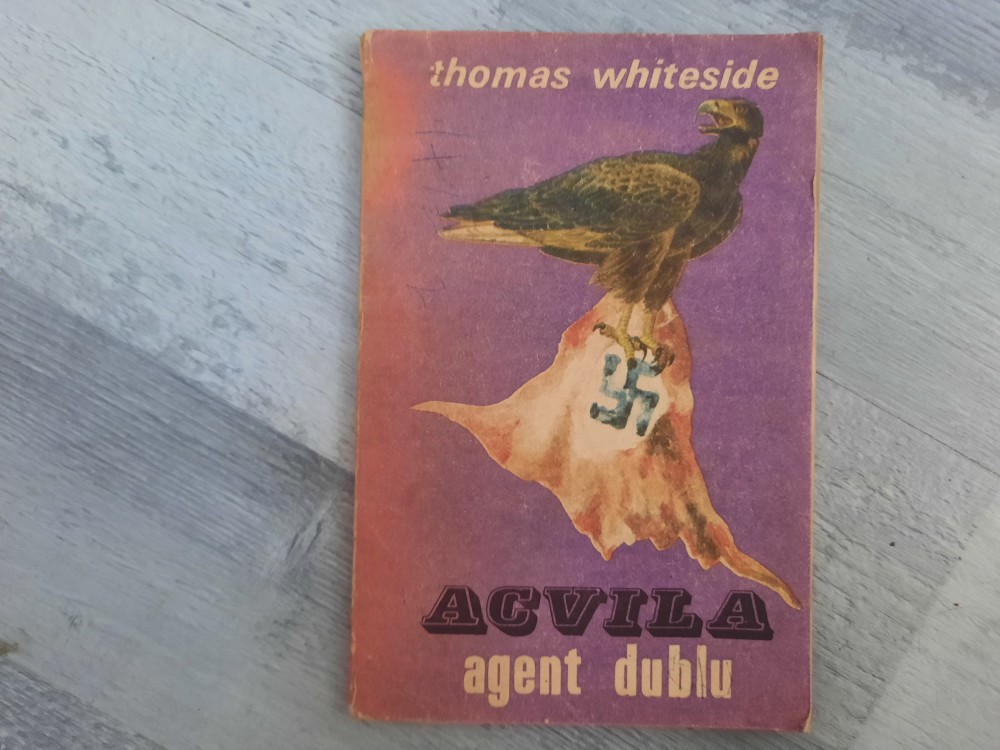 thomas whiteside
ACVILA
agent dublu